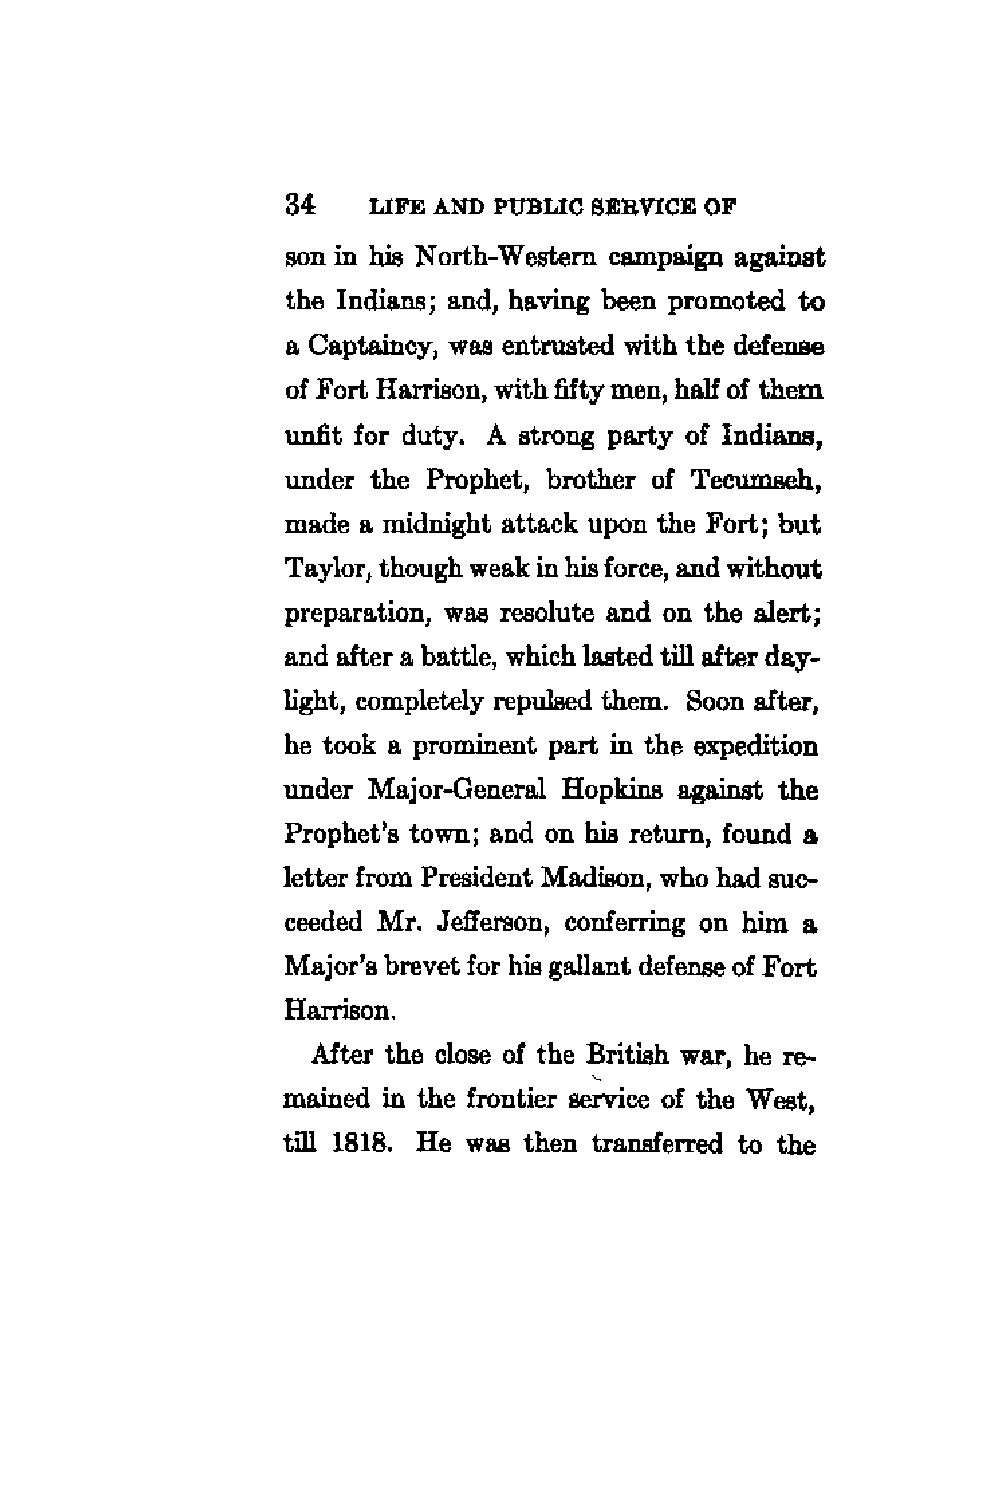 34 LIFE AND PUBLIC SERVICE OF
son in his North-Western campaign against
the Indians; and, having been promoted to
a Captaincy, was entrusted with the defense
of Fort Harrison, with fifty men, half of them
unfit for duty. A strong party of Indians,
under the Prophet, brother of Tecumseh,
made a midnight attack upon the Fort; but
Taylor, though weak in his force, and without
preparation, was resolute and on the alert;
and after a battle, which lasted till after day-
light, completely repulsed them. Soon after,
he took a prominent part in the expedition
under Major-General Hopkins against the
Prophet's town; and on his return, found a
letter from President Madison, who had suc-
ceeded Mr. Jefferson, conferring on him a
Major's brevet for his gallant defense of Fort
Harrison.
After the close of the British war, he re-
mained in the frontier service of the West,
till 1818. He was then transferred to the